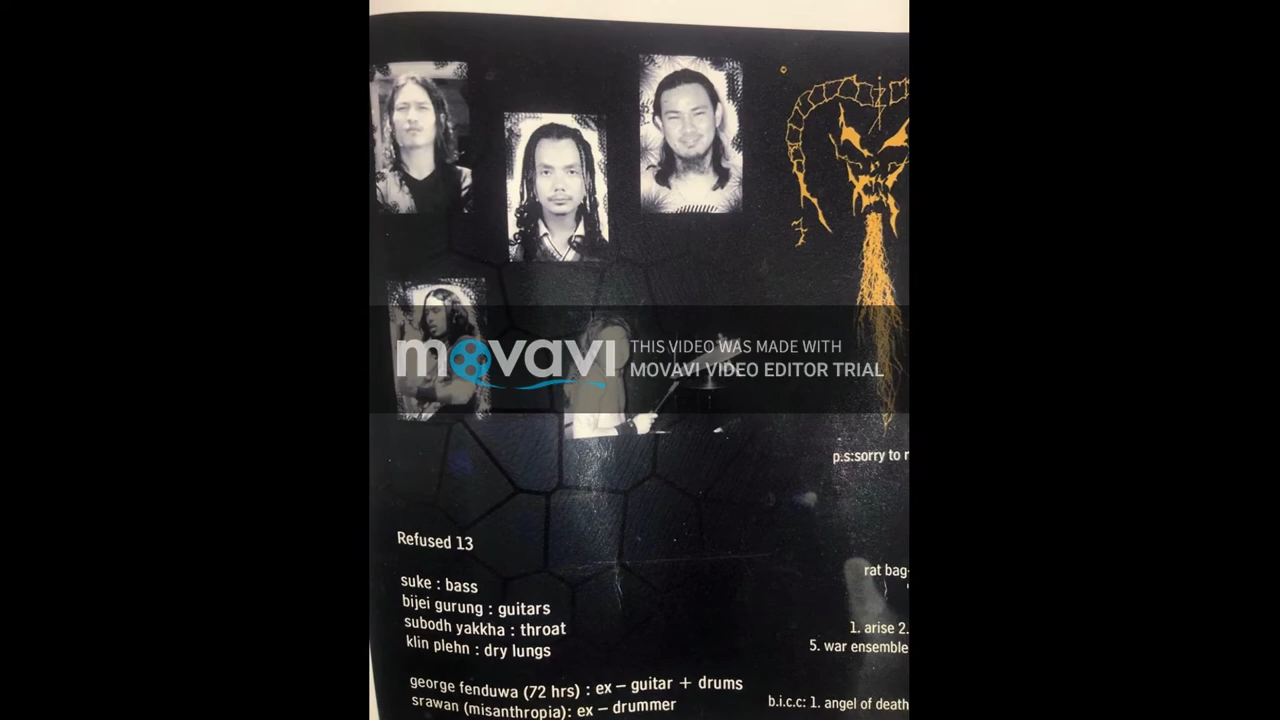 movavi
THIS VIDEO WAS MADE WITH
MOVAVI VIDEO EDITOR TRIAL
p.s:sorry to
Refused 13
suke : bass
bijei gurung : guitars
subodh yakkha : throat
klin plehn : dry lungs
george fenduwa (72 hrs) : ex – guitar + drums
srawan (misanthropia): ex – drummer
rat bag
1. arise 2.
5. war ensemble
b.i.c.c: 1. angel of death